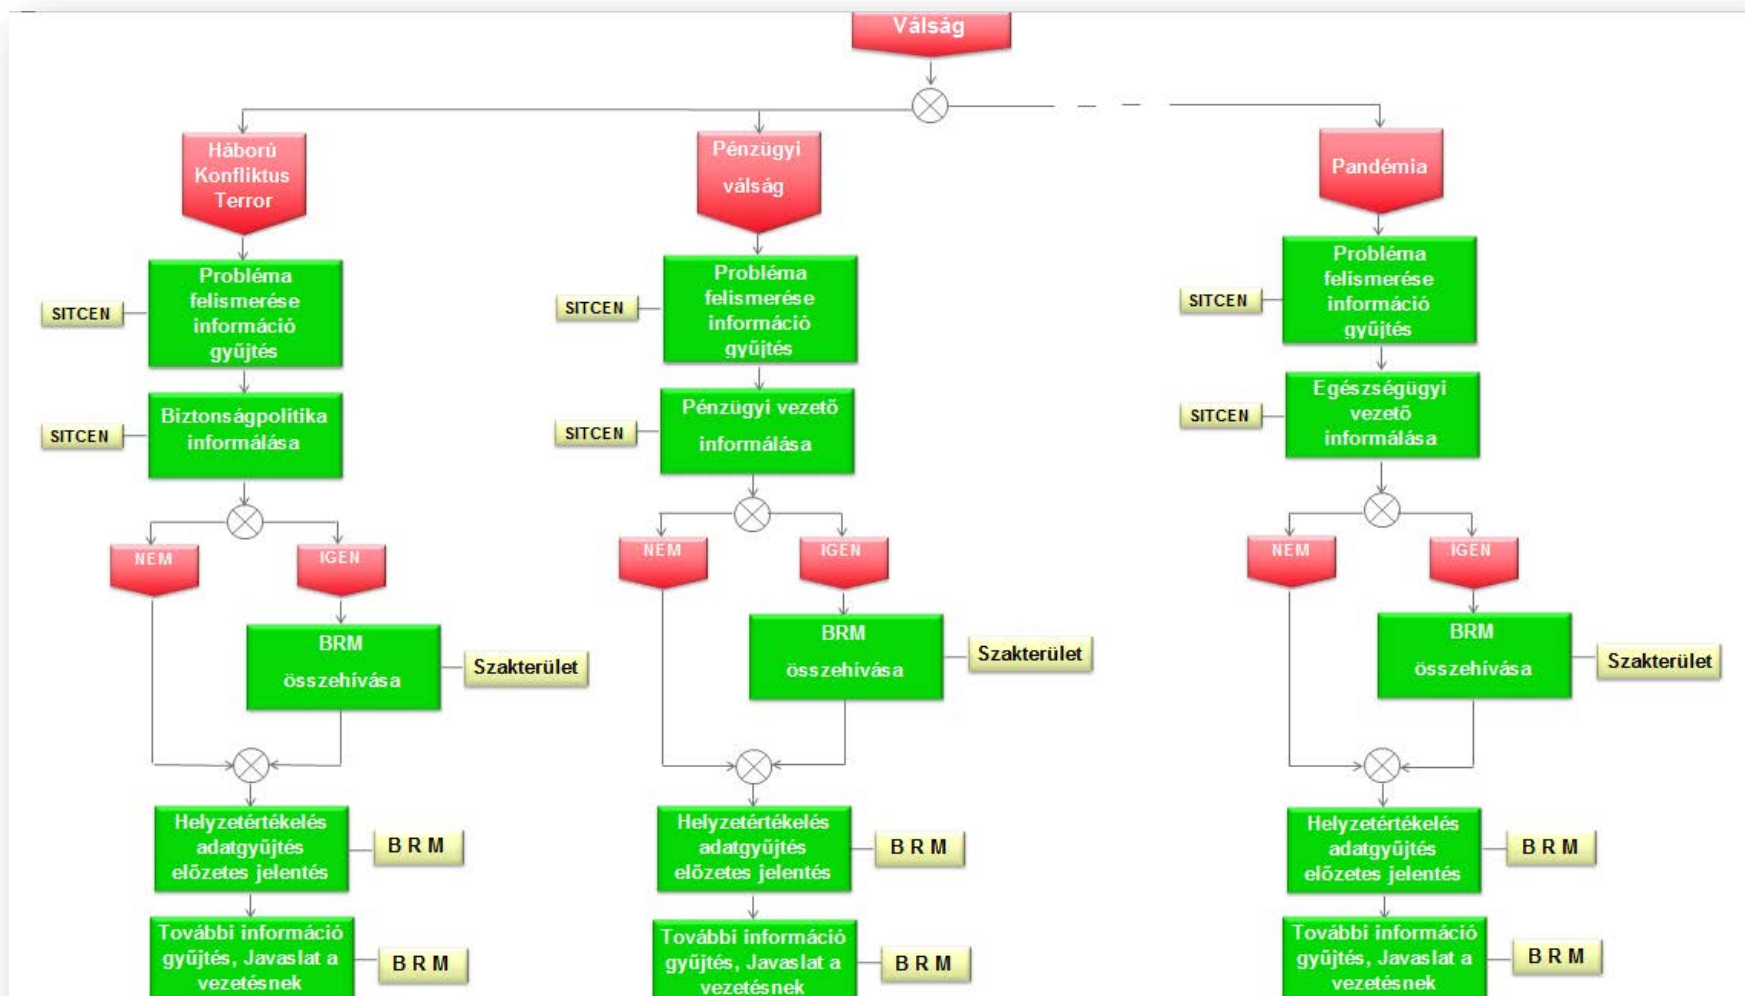 Válság
Háború
Konfliktus
Terror
Pénzügyi
válság
Pandémia
Probléma
felismerése
információ
gyűjtés
SITCEN
Probléma
felismerése
információ
gyűjtés
SITCEN
Probléma
felismerése
információ
gyűjtés
SITCEN
Biztonságpolitika
informálása
SITCEN
Pénzügyi vezető
informálása
SITCEN
Egészségügyi
vezető
informálása
SITCEN
NEM
IGEN
NEM
IGEN
NEM
IGEN
BRM
összehívása
Szakterület
BRM
összehívása
Szakterület
BRM
összehívása
Szakterület
Helyzetértékelés
adatgyűjtés
előzetes jelentés
B R M
Helyzetértékelés
adatgyűjtés
előzetes jelentés
B R M
Helyzetértékelés
adatgyűjtés
előzetes jelentés
B R M
További információ
gyűjtés, Javaslat a
vezetésnek
B R M
További információ
gyűjtés, Javaslat a
vezetésnek
B R M
További információ
gyűjtés, Javaslat a
vezetésnek
B R M